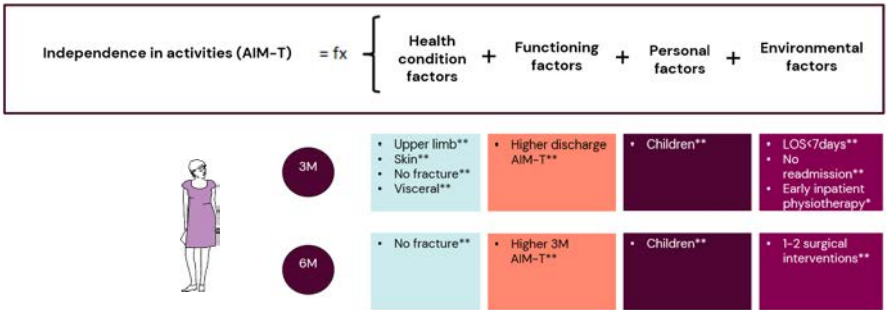 Independence in activities (AIM-T) = fx { Health condition factors + Functioning factors + Personal factors + Environmental factors
3M
• Upper limb**
• Skin**
• No fracture**
• Visceral**
• Higher discharge
AIM-T**
• Children**
• LOS<7days**
• No
readmission**
• Early inpatient
physiotherapy*
6M
• No fracture**
• Higher 3M
AIM-T**
• Children**
• 1-2 surgical
interventions**